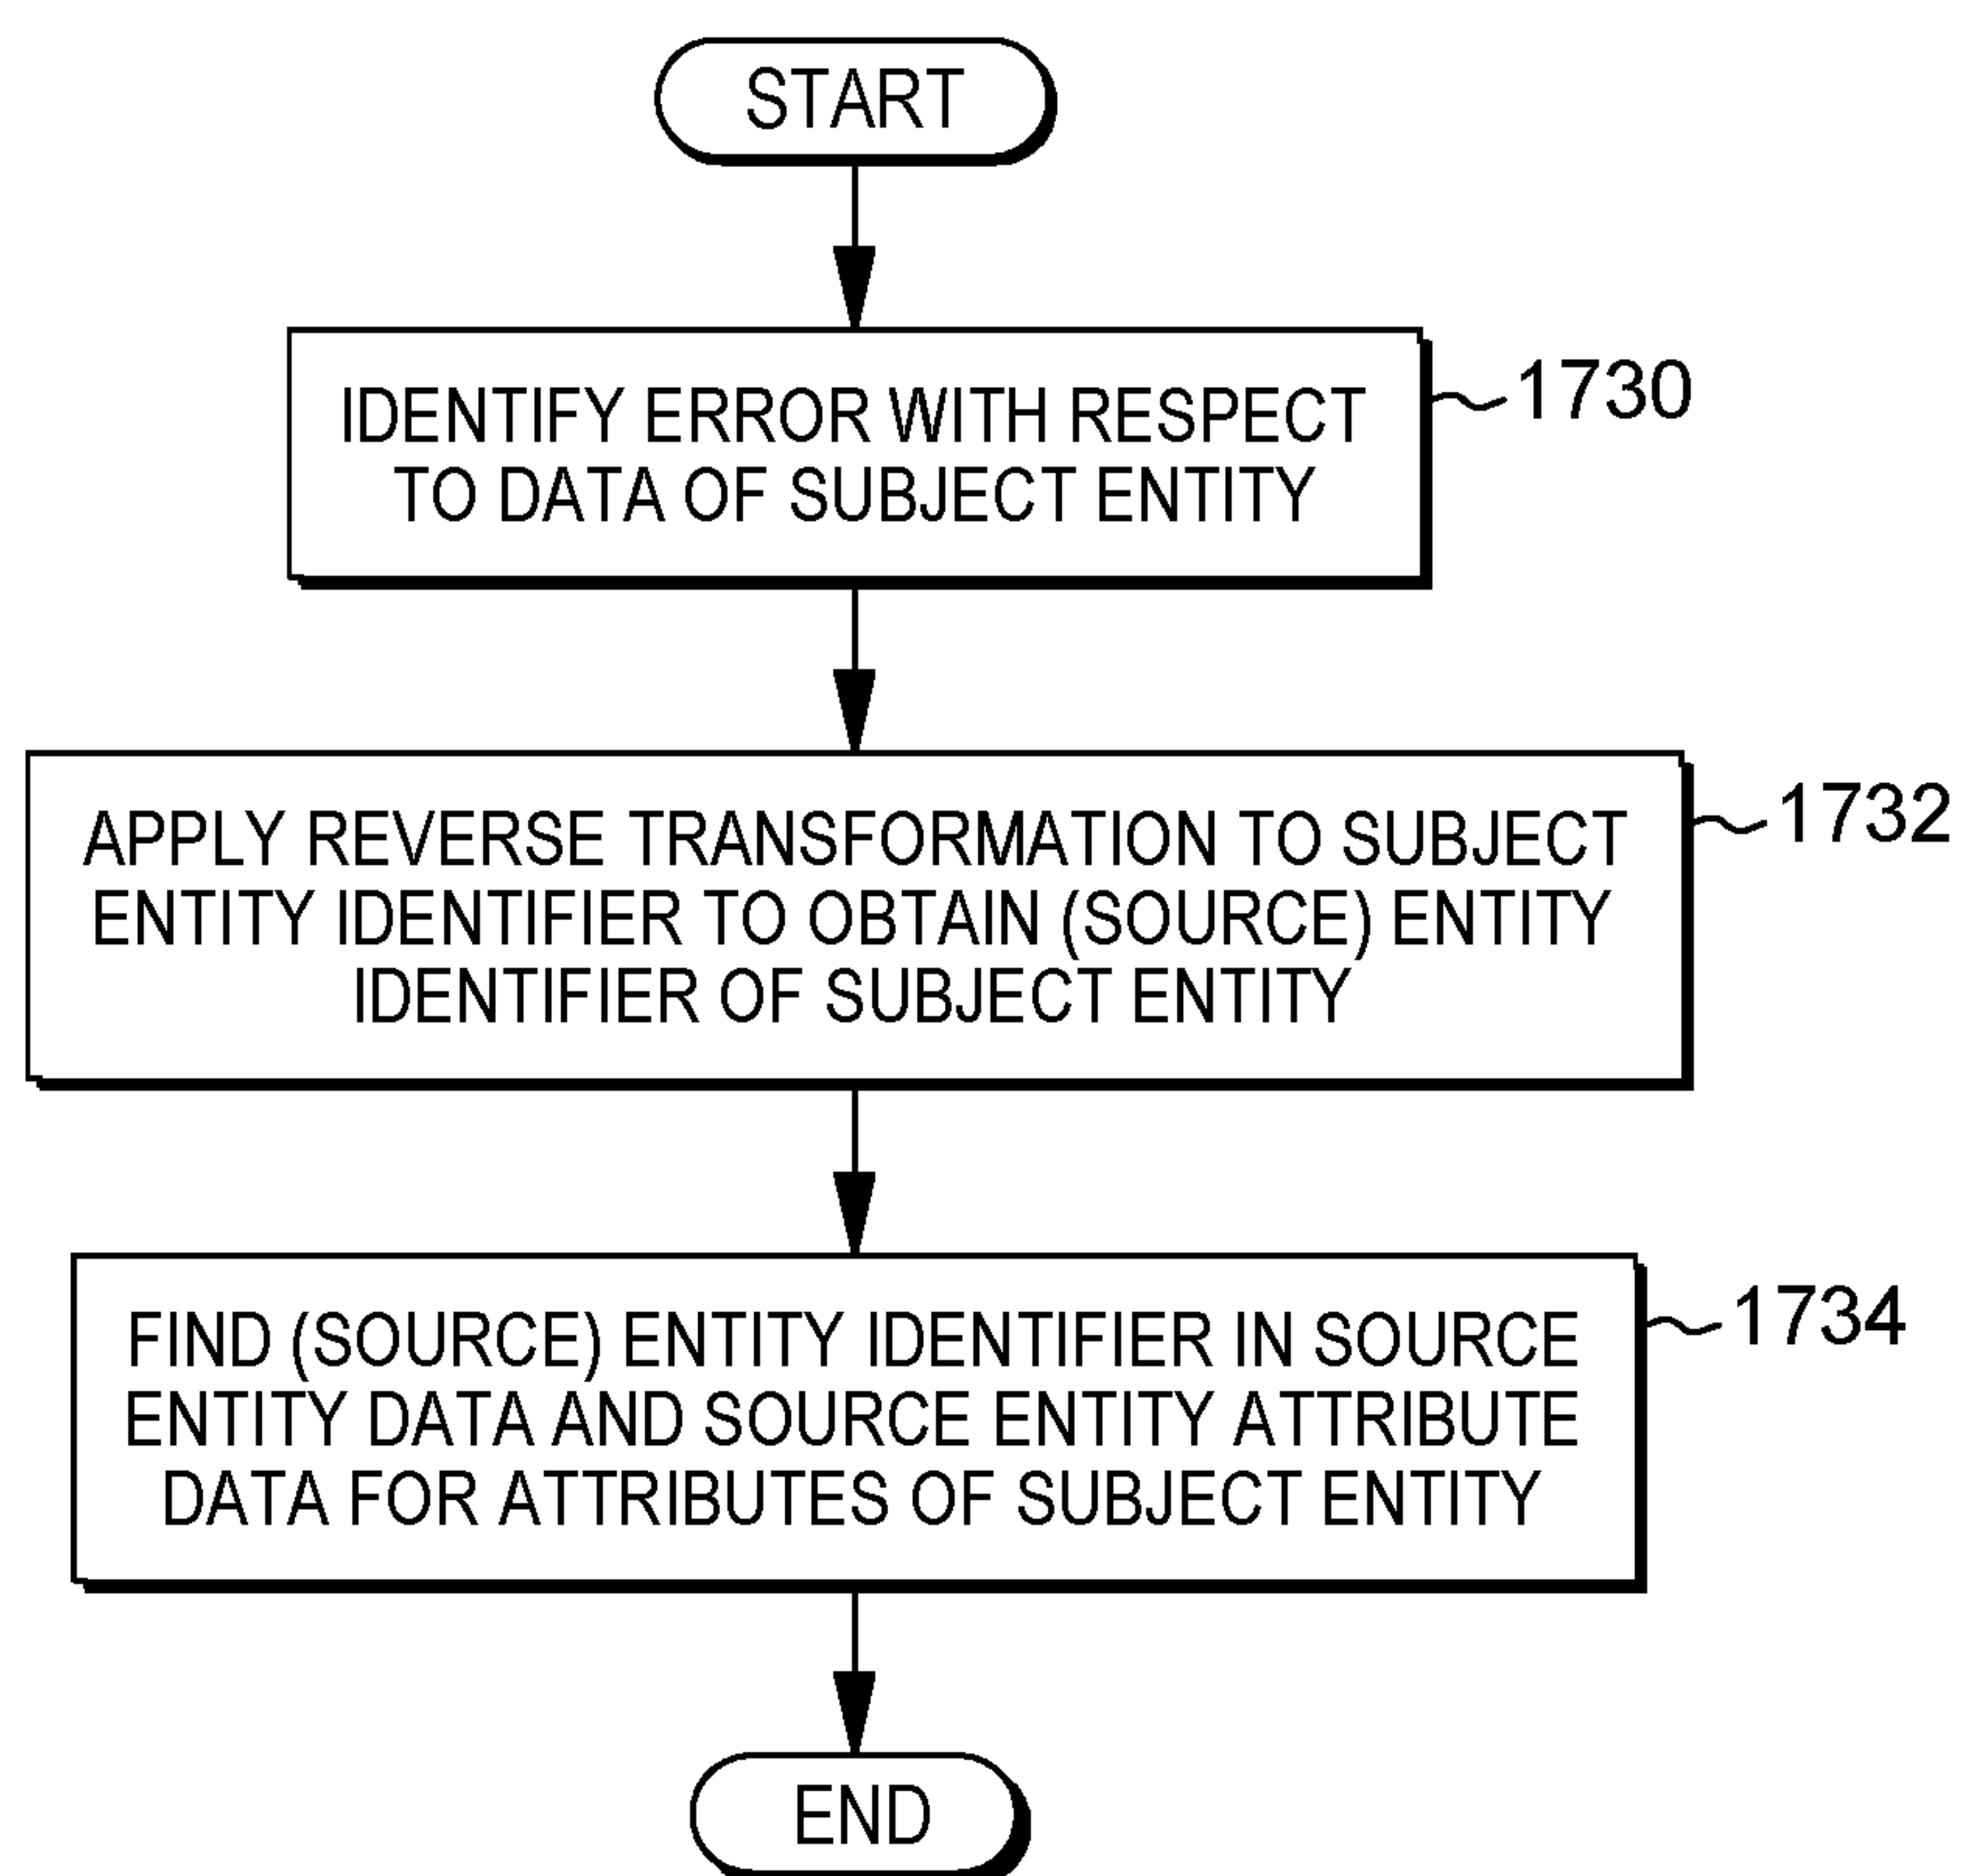 START
IDENTIFY ERROR WITH RESPECT
TO DATA OF SUBJECT ENTITY
1730
APPLY REVERSE TRANSFORMATION TO SUBJECT
ENTITY IDENTIFIER TO OBTAIN (SOURCE) ENTITY
IDENTIFIER OF SUBJECT ENTITY
1732
FIND (SOURCE) ENTITY IDENTIFIER IN SOURCE
ENTITY DATA AND SOURCE ENTITY ATTRIBUTE
DATA FOR ATTRIBUTES OF SUBJECT ENTITY
1734
END